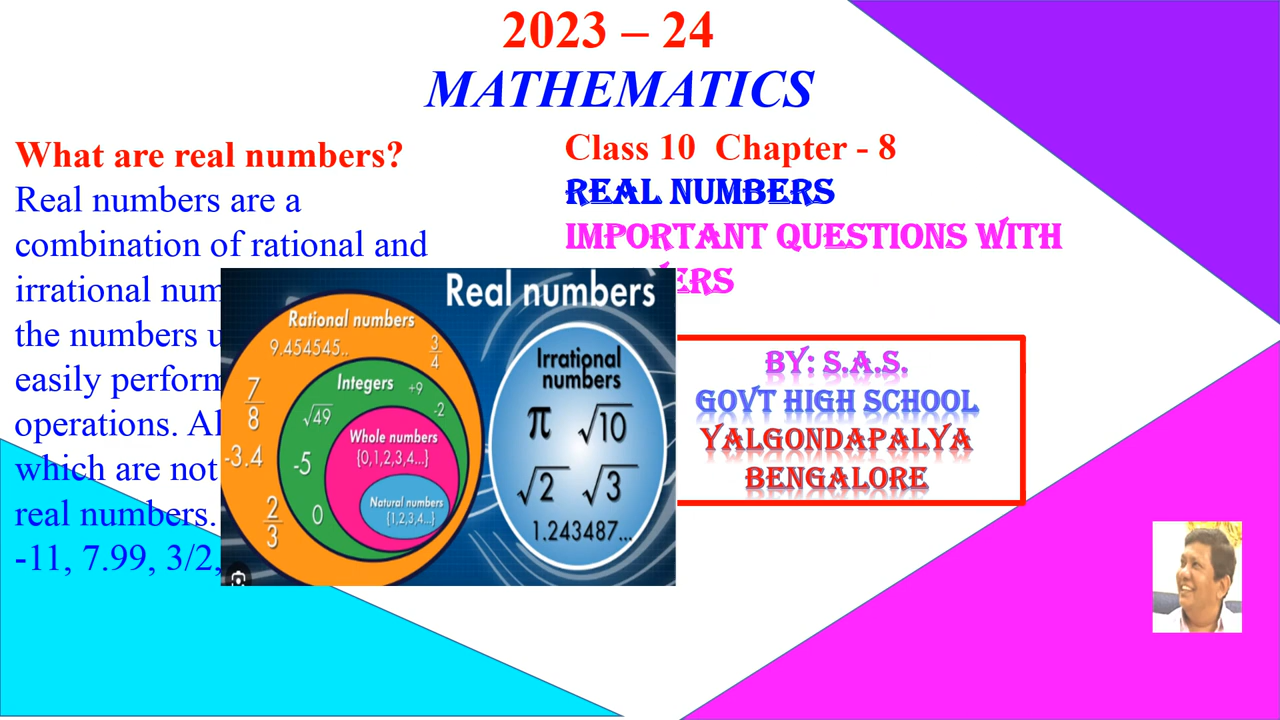 2023 – 24
MATHEMATICS
What are real numbers?
Real numbers are a
combination of rational and
irrational num
the numbers u
easily perform
operations. Al
which are not
real numbers.
-11, 7.99, 3/2,
Class 10 Chapter - 8
REAL NUMBERS
IMPORTANT QUESTIONS WITH
ERS
Real numbers
Rational numbers
9.454545..
3/4
7/8
-3.4
2/3
Integers
+9
-2
√49
-5
0
Whole numbers
{0,1,2,3,4...}
Natural numbers
{1,2,3,4...}
Irrational
numbers
π √10
√2 √3
1.243487...
BY: S.A.S.
GOVT HIGH SCHOOL
YALGONDAPALYA
BENGALORE